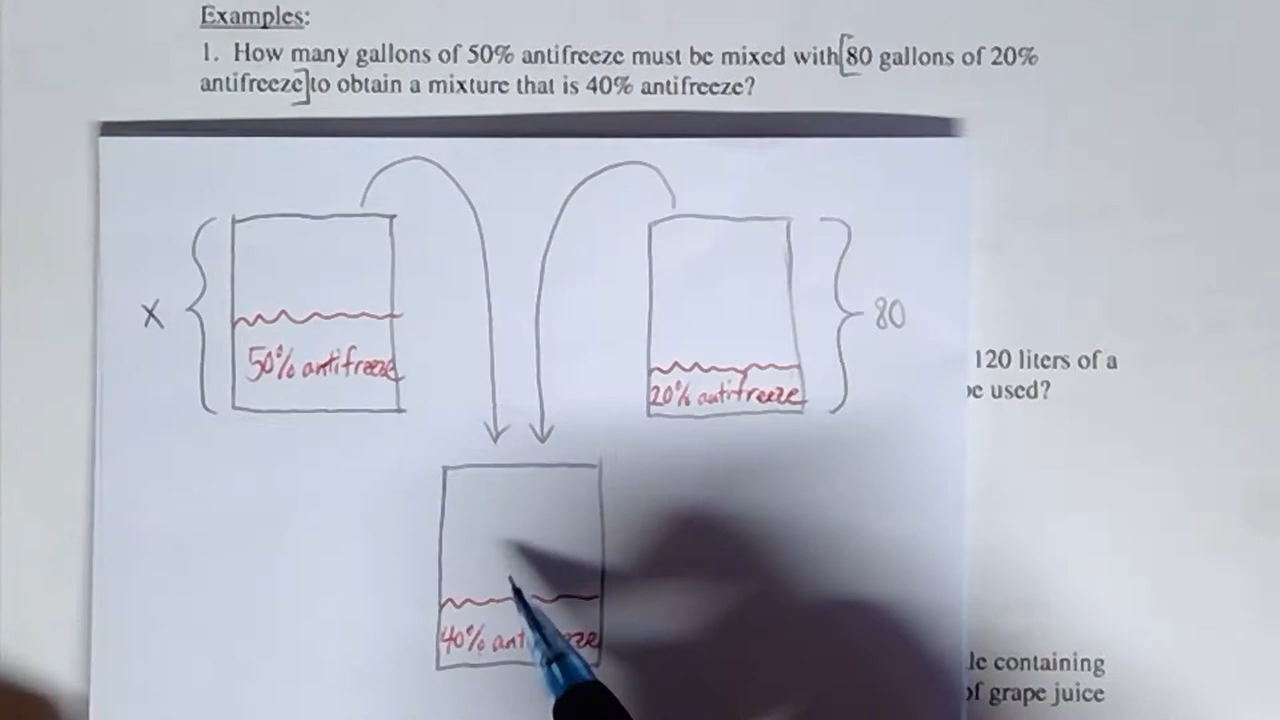 Examples:
1. How many gallons of 50% antifreeze must be mixed with[80 gallons of 20%
antifreeze]to obtain a mixture that is 40% antifreeze?
X
50% antifreeze
20% antifreeze
80
120 liters of a
used?
40%
containing
of grape juice